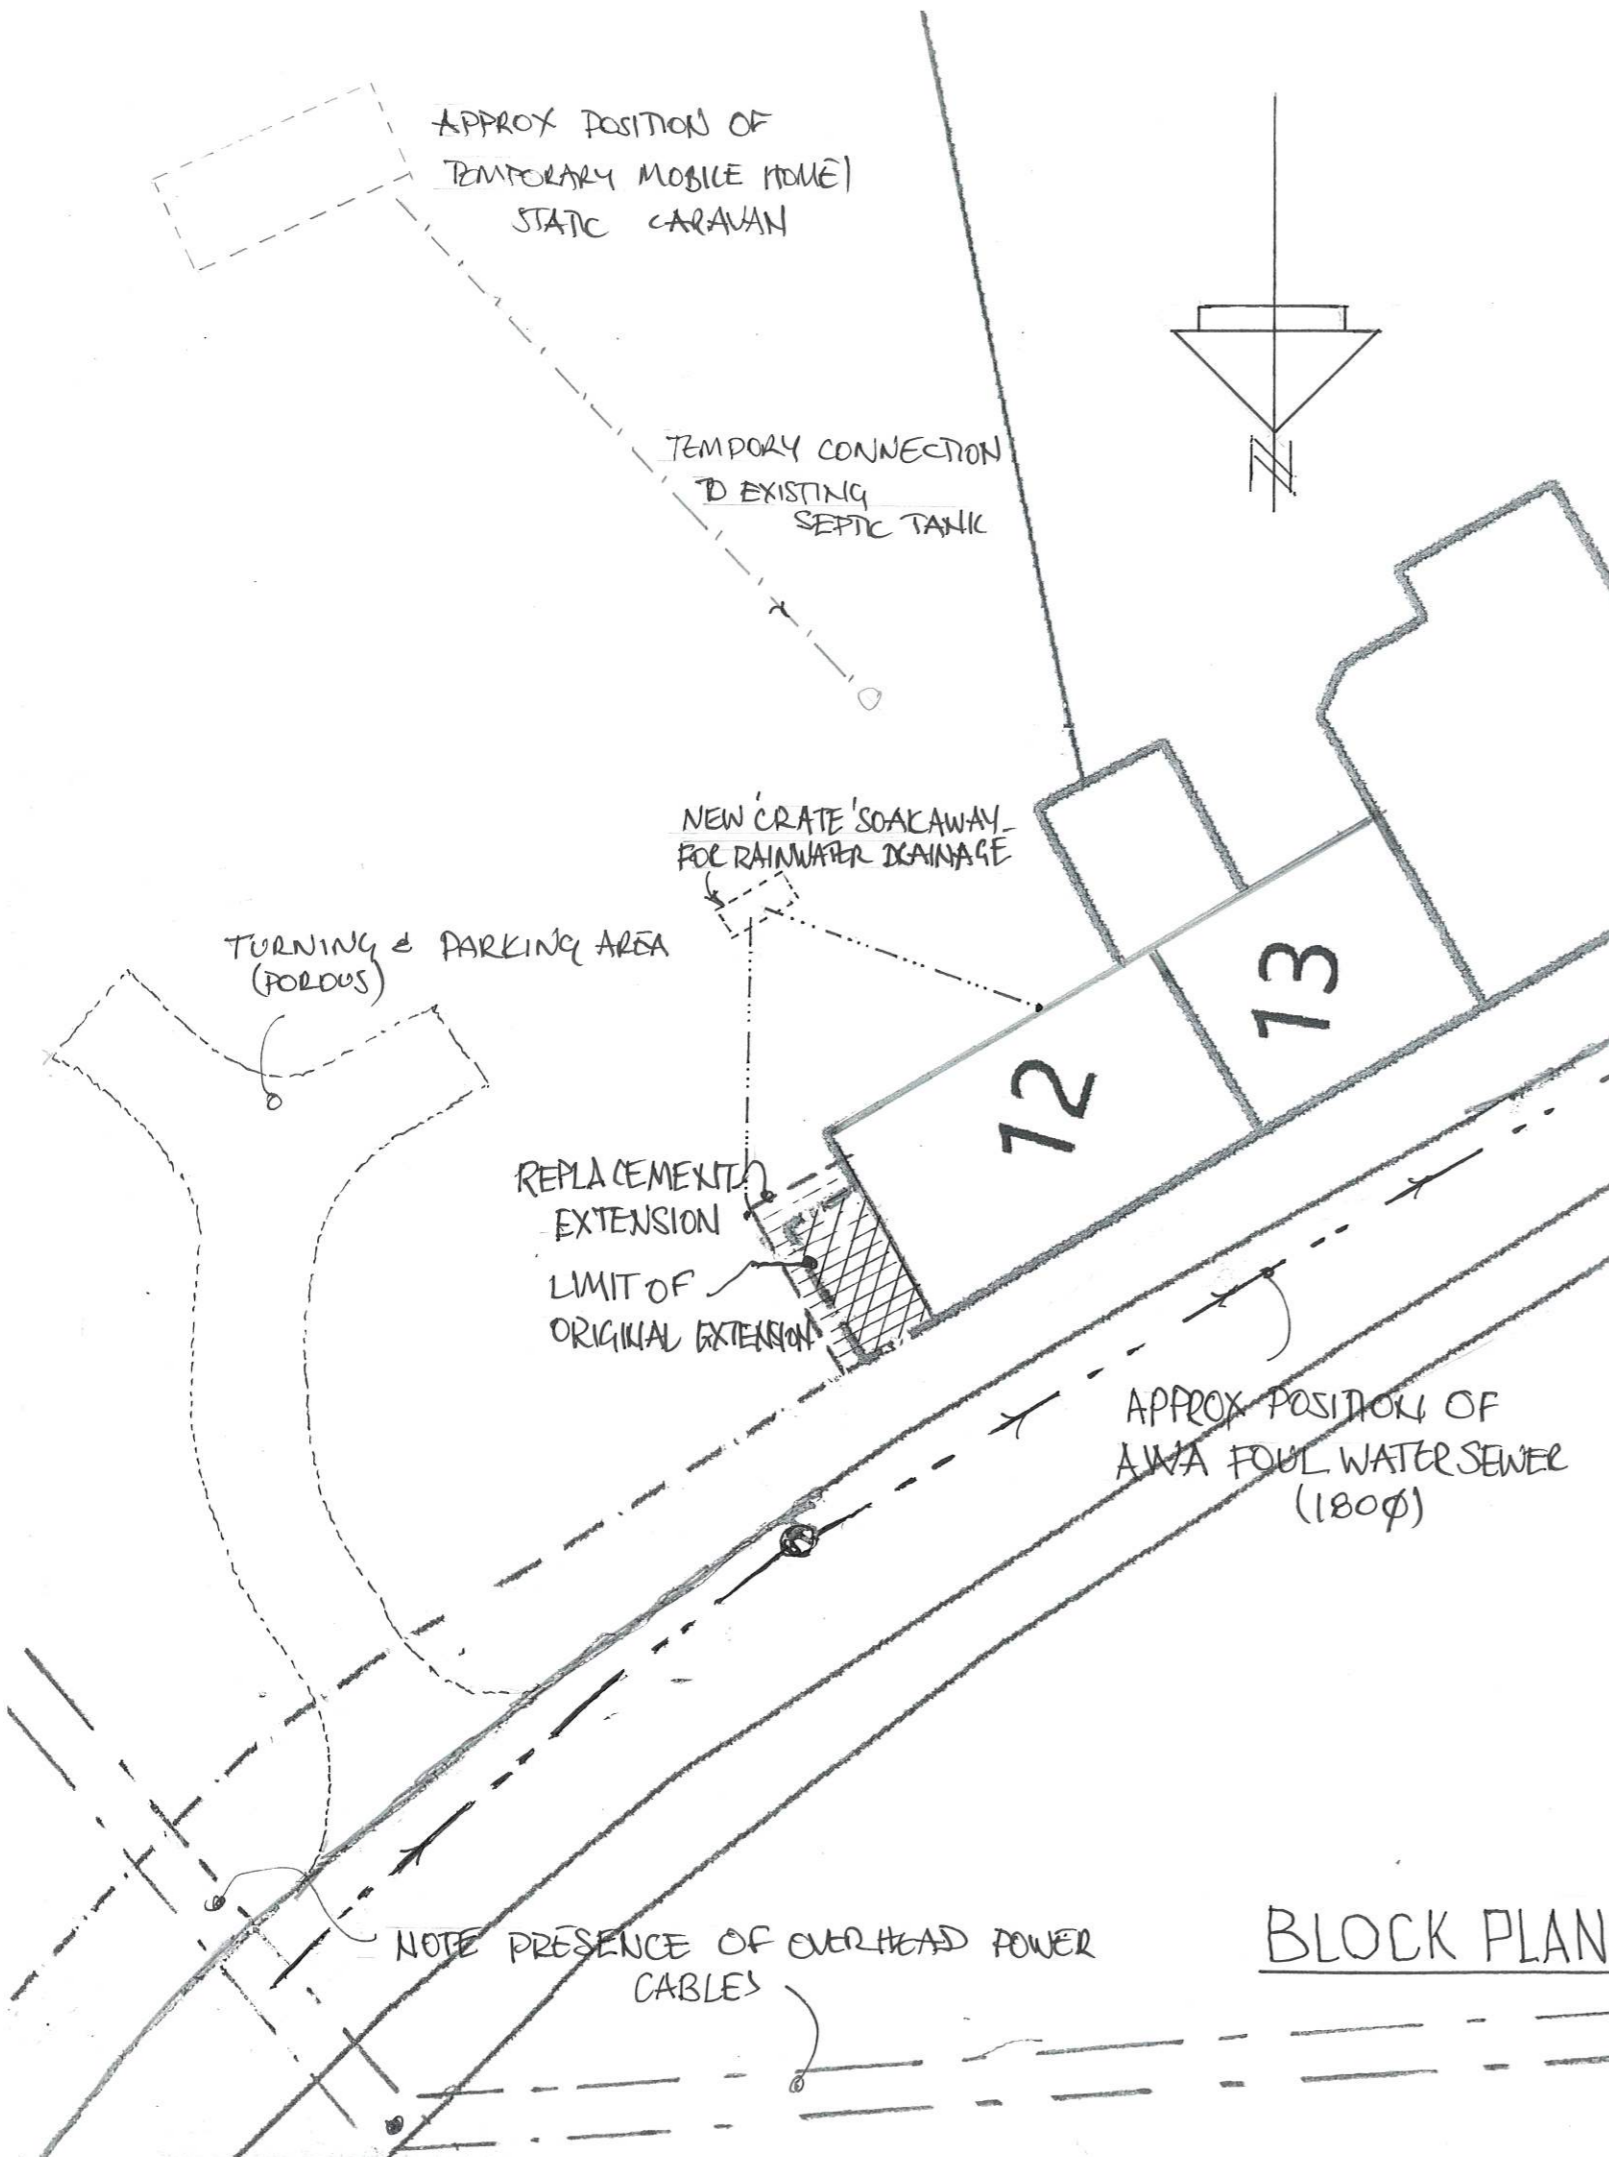 APPROX POSITION OF
TEMPORARY MOBILE HOME/
STATIC CARAVAN
N
TEMPORY CONNECTION
TO EXISTING
SEPTIC TANK
NEW 'CRATE' SOAKAWAY
FOR RAINWATER DRAINAGE
TURNING & PARKING AREA
(POROUS)
13
12
REPLACEMENT
EXTENSION
LIMIT OF
ORIGINAL EXTENSION
APPROX POSITION OF
AWA FOUL WATER SEWER
(180Ø)
NOTE PRESENCE OF OVERHEAD POWER
CABLES
BLOCK PLAN